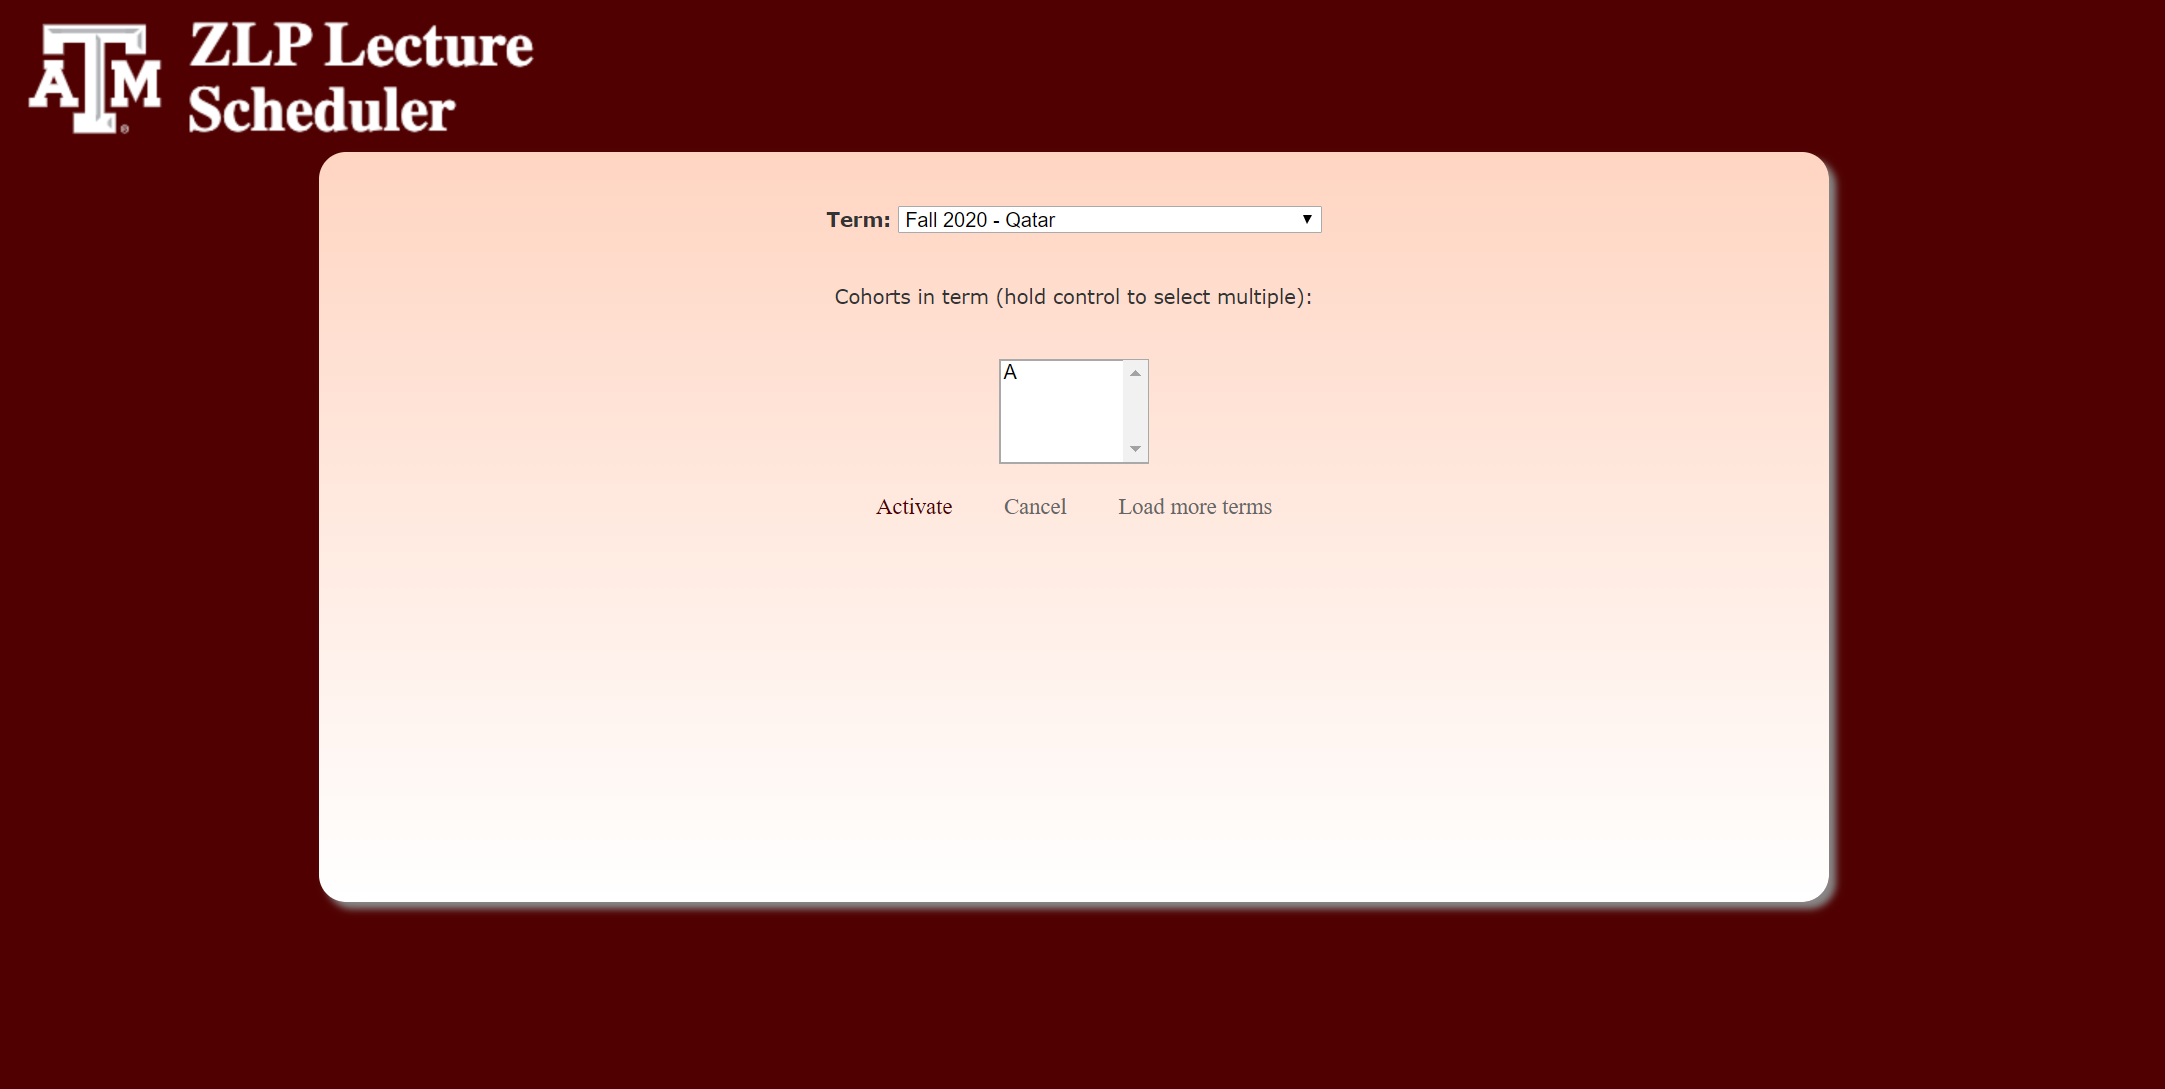 ATM ZLP Lecture
Scheduler
Term: Fall 2020 - Qatar
Cohorts in term (hold control to select multiple):
A
Activate Cancel Load more terms